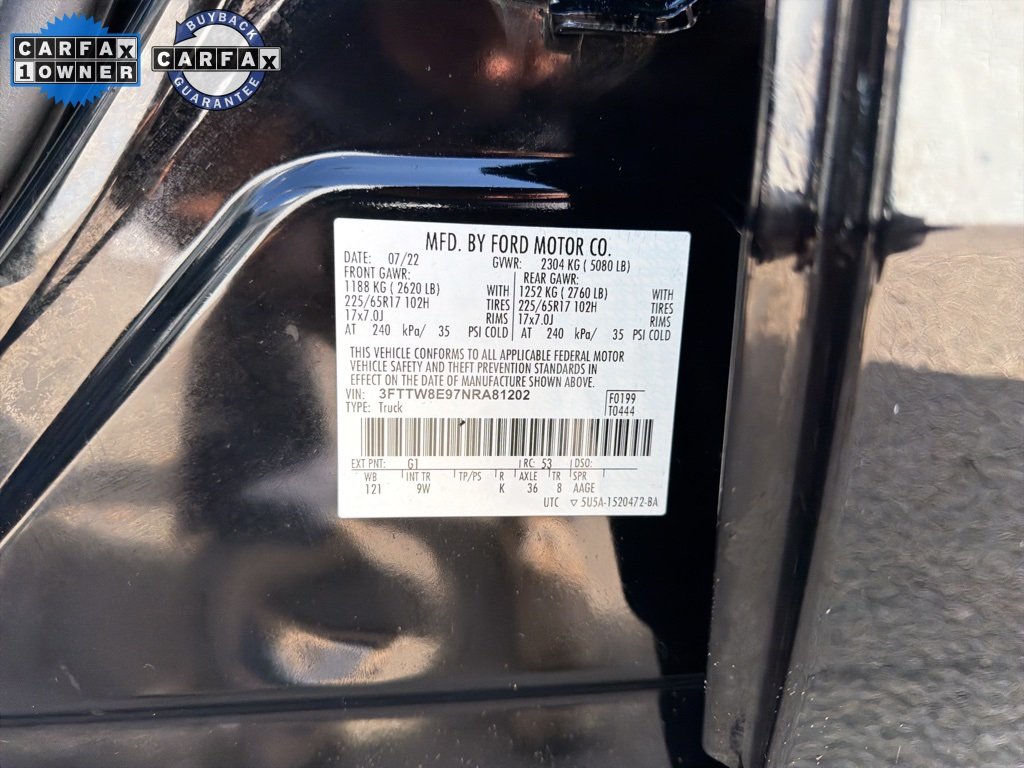 CARFAX
1 OWNER
BUYBACK
CARFAX
GUARANTEE
MFD. BY FORD MOTOR CO.
DATE: 07/22 GVWR: 2304 KG ( 5080 LB)
FRONT GAWR: REAR GAWR:
1188 KG ( 2620 LB) WITH 1252 KG ( 2760 LB) WITH
225/65R17 102H TIRES 225/65R17 102H TIRES
17x7.0J RIMS 17x7.0J RIMS
AT 240 kPa/ 35 PSI COLD AT 240 kPa/ 35 PSI COLD
THIS VEHICLE CONFORMS TO ALL APPLICABLE FEDERAL MOTOR
VEHICLE SAFETY AND THEFT PREVENTION STANDARDS IN
EFFECT ON THE DATE OF MANUFACTURE SHOWN ABOVE.
VIN: 3FTTW8E97NRA81202 F0199
TYPE: Truck T0444
EXT PNT: G1 RC: 53 DSO:
WB INT TR TP/PS R AXLE TR SPR
121 9W K 36 8 AAGE
UTC ▽ 5U5A-1520472-BA